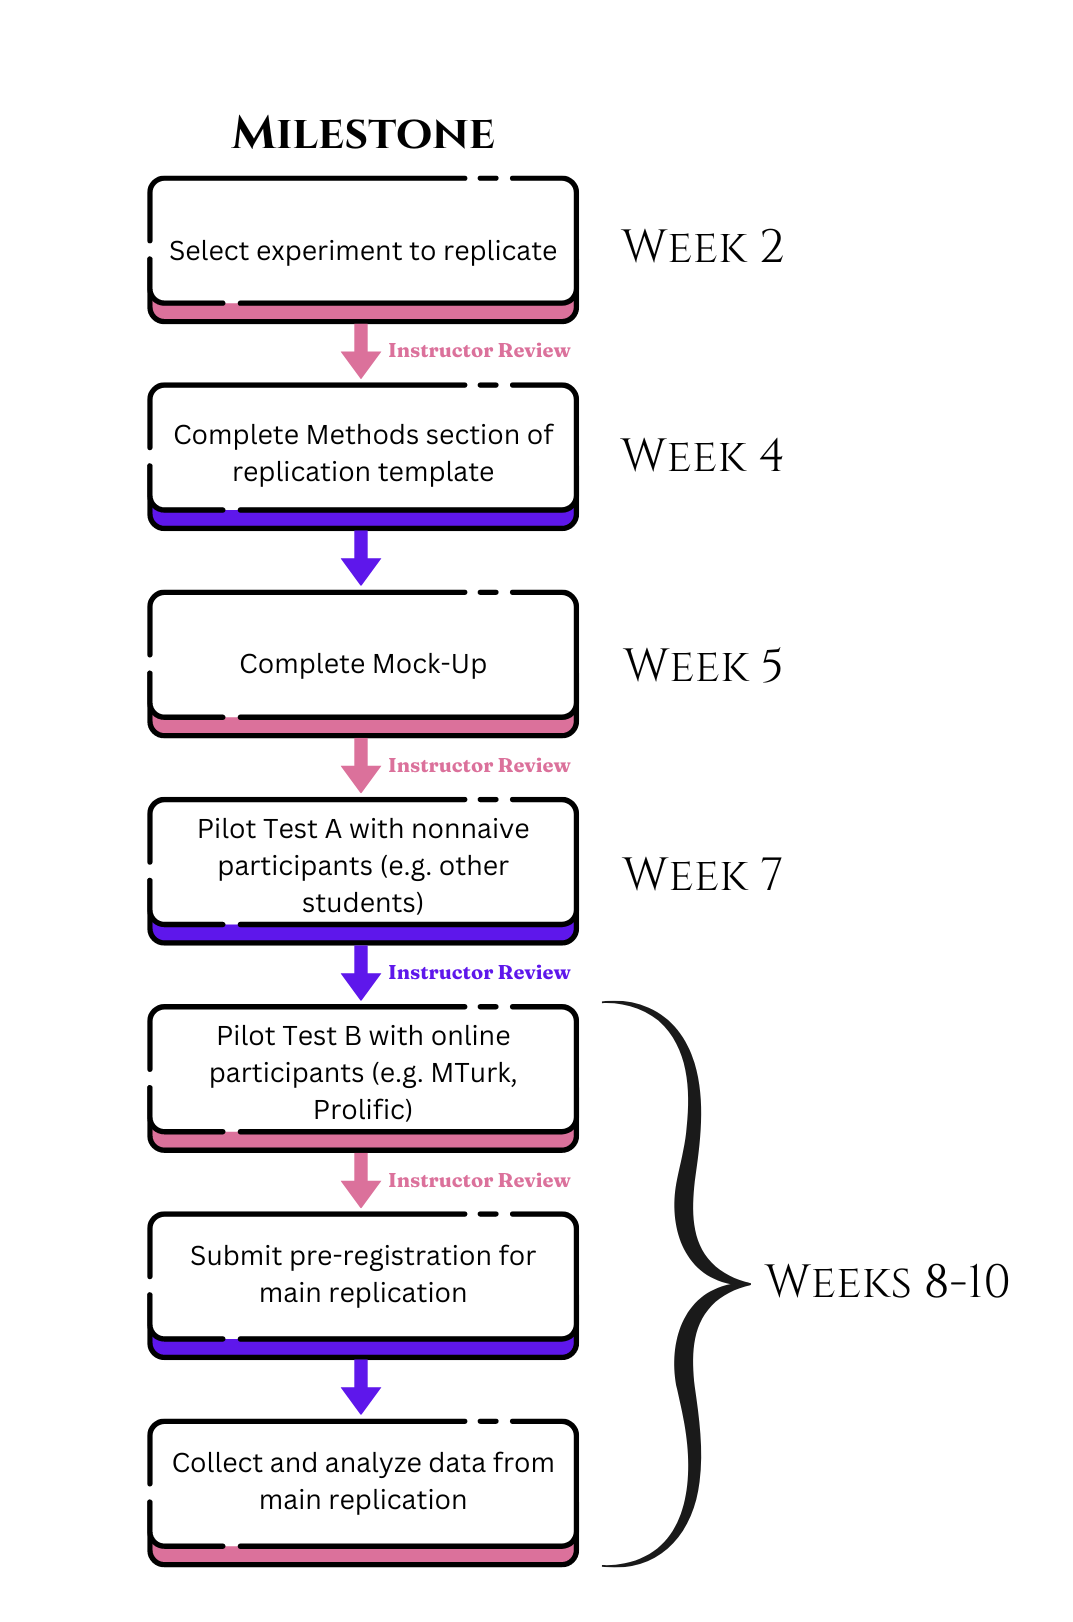 Milestone
Select experiment to replicate
Week 2
Instructor Review
Complete Methods section of
replication template
Week 4
Complete Mock-Up
Week 5
Instructor Review
Pilot Test A with nonnaive
participants (e.g. other
students)
Week 7
Instructor Review
Pilot Test B with online
participants (e.g. MTurk,
Prolific)
Instructor Review
Submit pre-registration for
main replication
Weeks 8-10
Collect and analyze data from
main replication